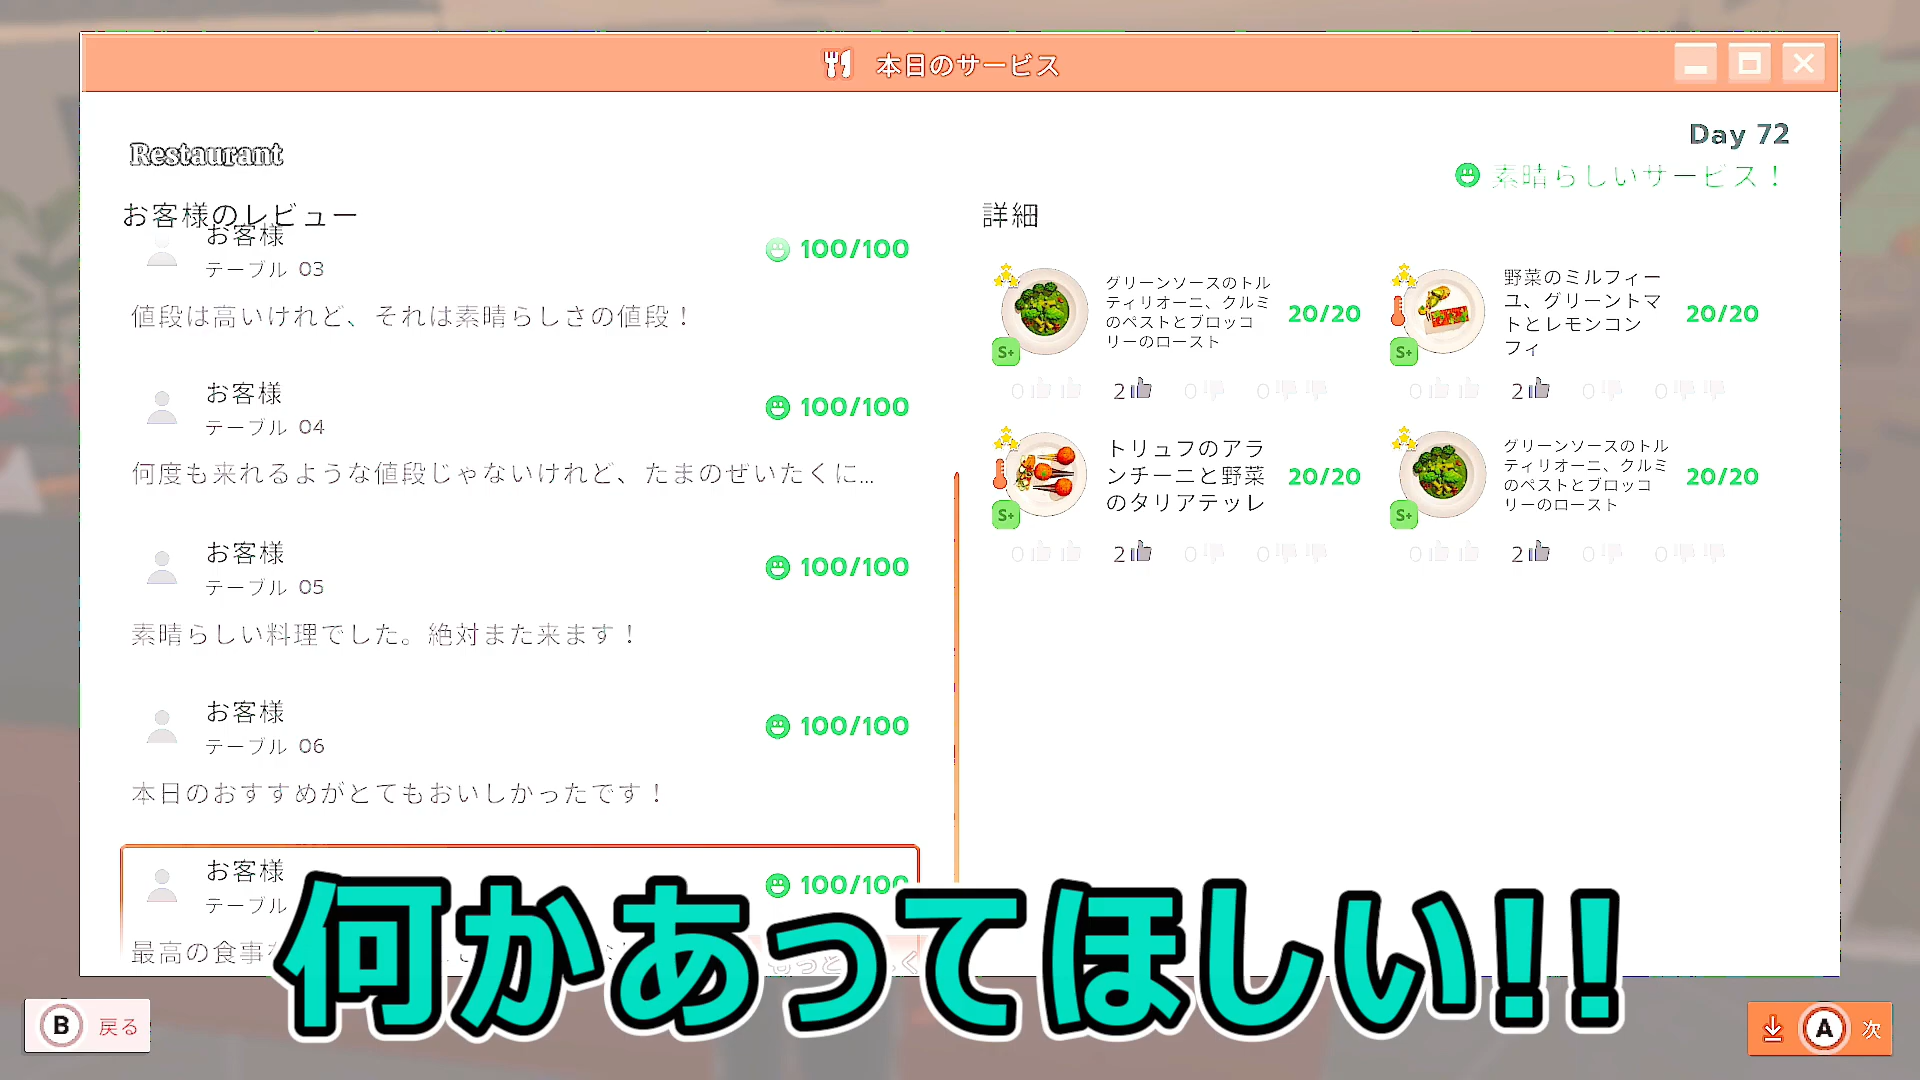 本日のサービス
Restaurant
Day 72
素晴らしいサービス！
お客様のレビュー
お客様
テーブル 03
100/100
値段は高いけれど、それは素晴らしさの値段！
お客様
テーブル 04
100/100
何度も来れるような値段じゃないけれど、たまのぜいたくに...
お客様
テーブル 05
100/100
素晴らしい料理でした。絶対また来ます！
お客様
テーブル 06
100/100
本日のおすすめがとてもおいしかったです！
お客様
テーブル
100/100
最高の食事
詳細
S+
グリーンソースのトル
ティリオーニ、クルミ
のペストとブロッコ
リーのロースト
20/20
0 2 0 0
S+
野菜のミルフィー
ユ、グリーントマ
トとレモンコン
フィ
20/20
0 2 0 0
S+
トリュフのアラ
ンチーニと野菜
のタリアテッレ
20/20
0 2 0 0
S+
グリーンソースのトル
ティリオーニ、クルミ
のペストとブロッコ
リーのロースト
20/20
0 2 0 0
何かあってほしい!!
B 戻る
A 次